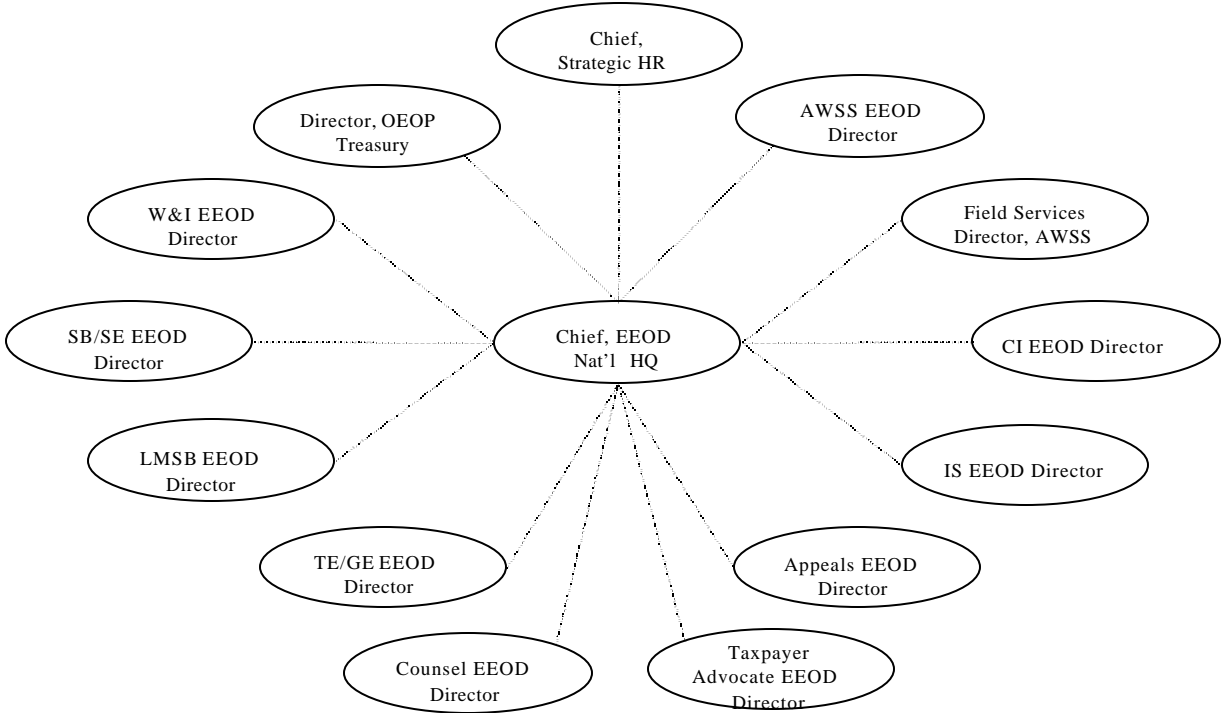 Chief,
Strategic HR
Director, OEOP
Treasury
AWSS EEOD
Director
W&I EEOD
Director
Field Services
Director, AWSS
SB/SE EEOD
Director
Chief, EEOD
Nat'l HQ
CI EEOD Director
LMSB EEOD
Director
IS EEOD Director
TE/GE EEOD
Director
Appeals EEOD
Director
Counsel EEOD
Director
Taxpayer
Advocate EEOD
Director